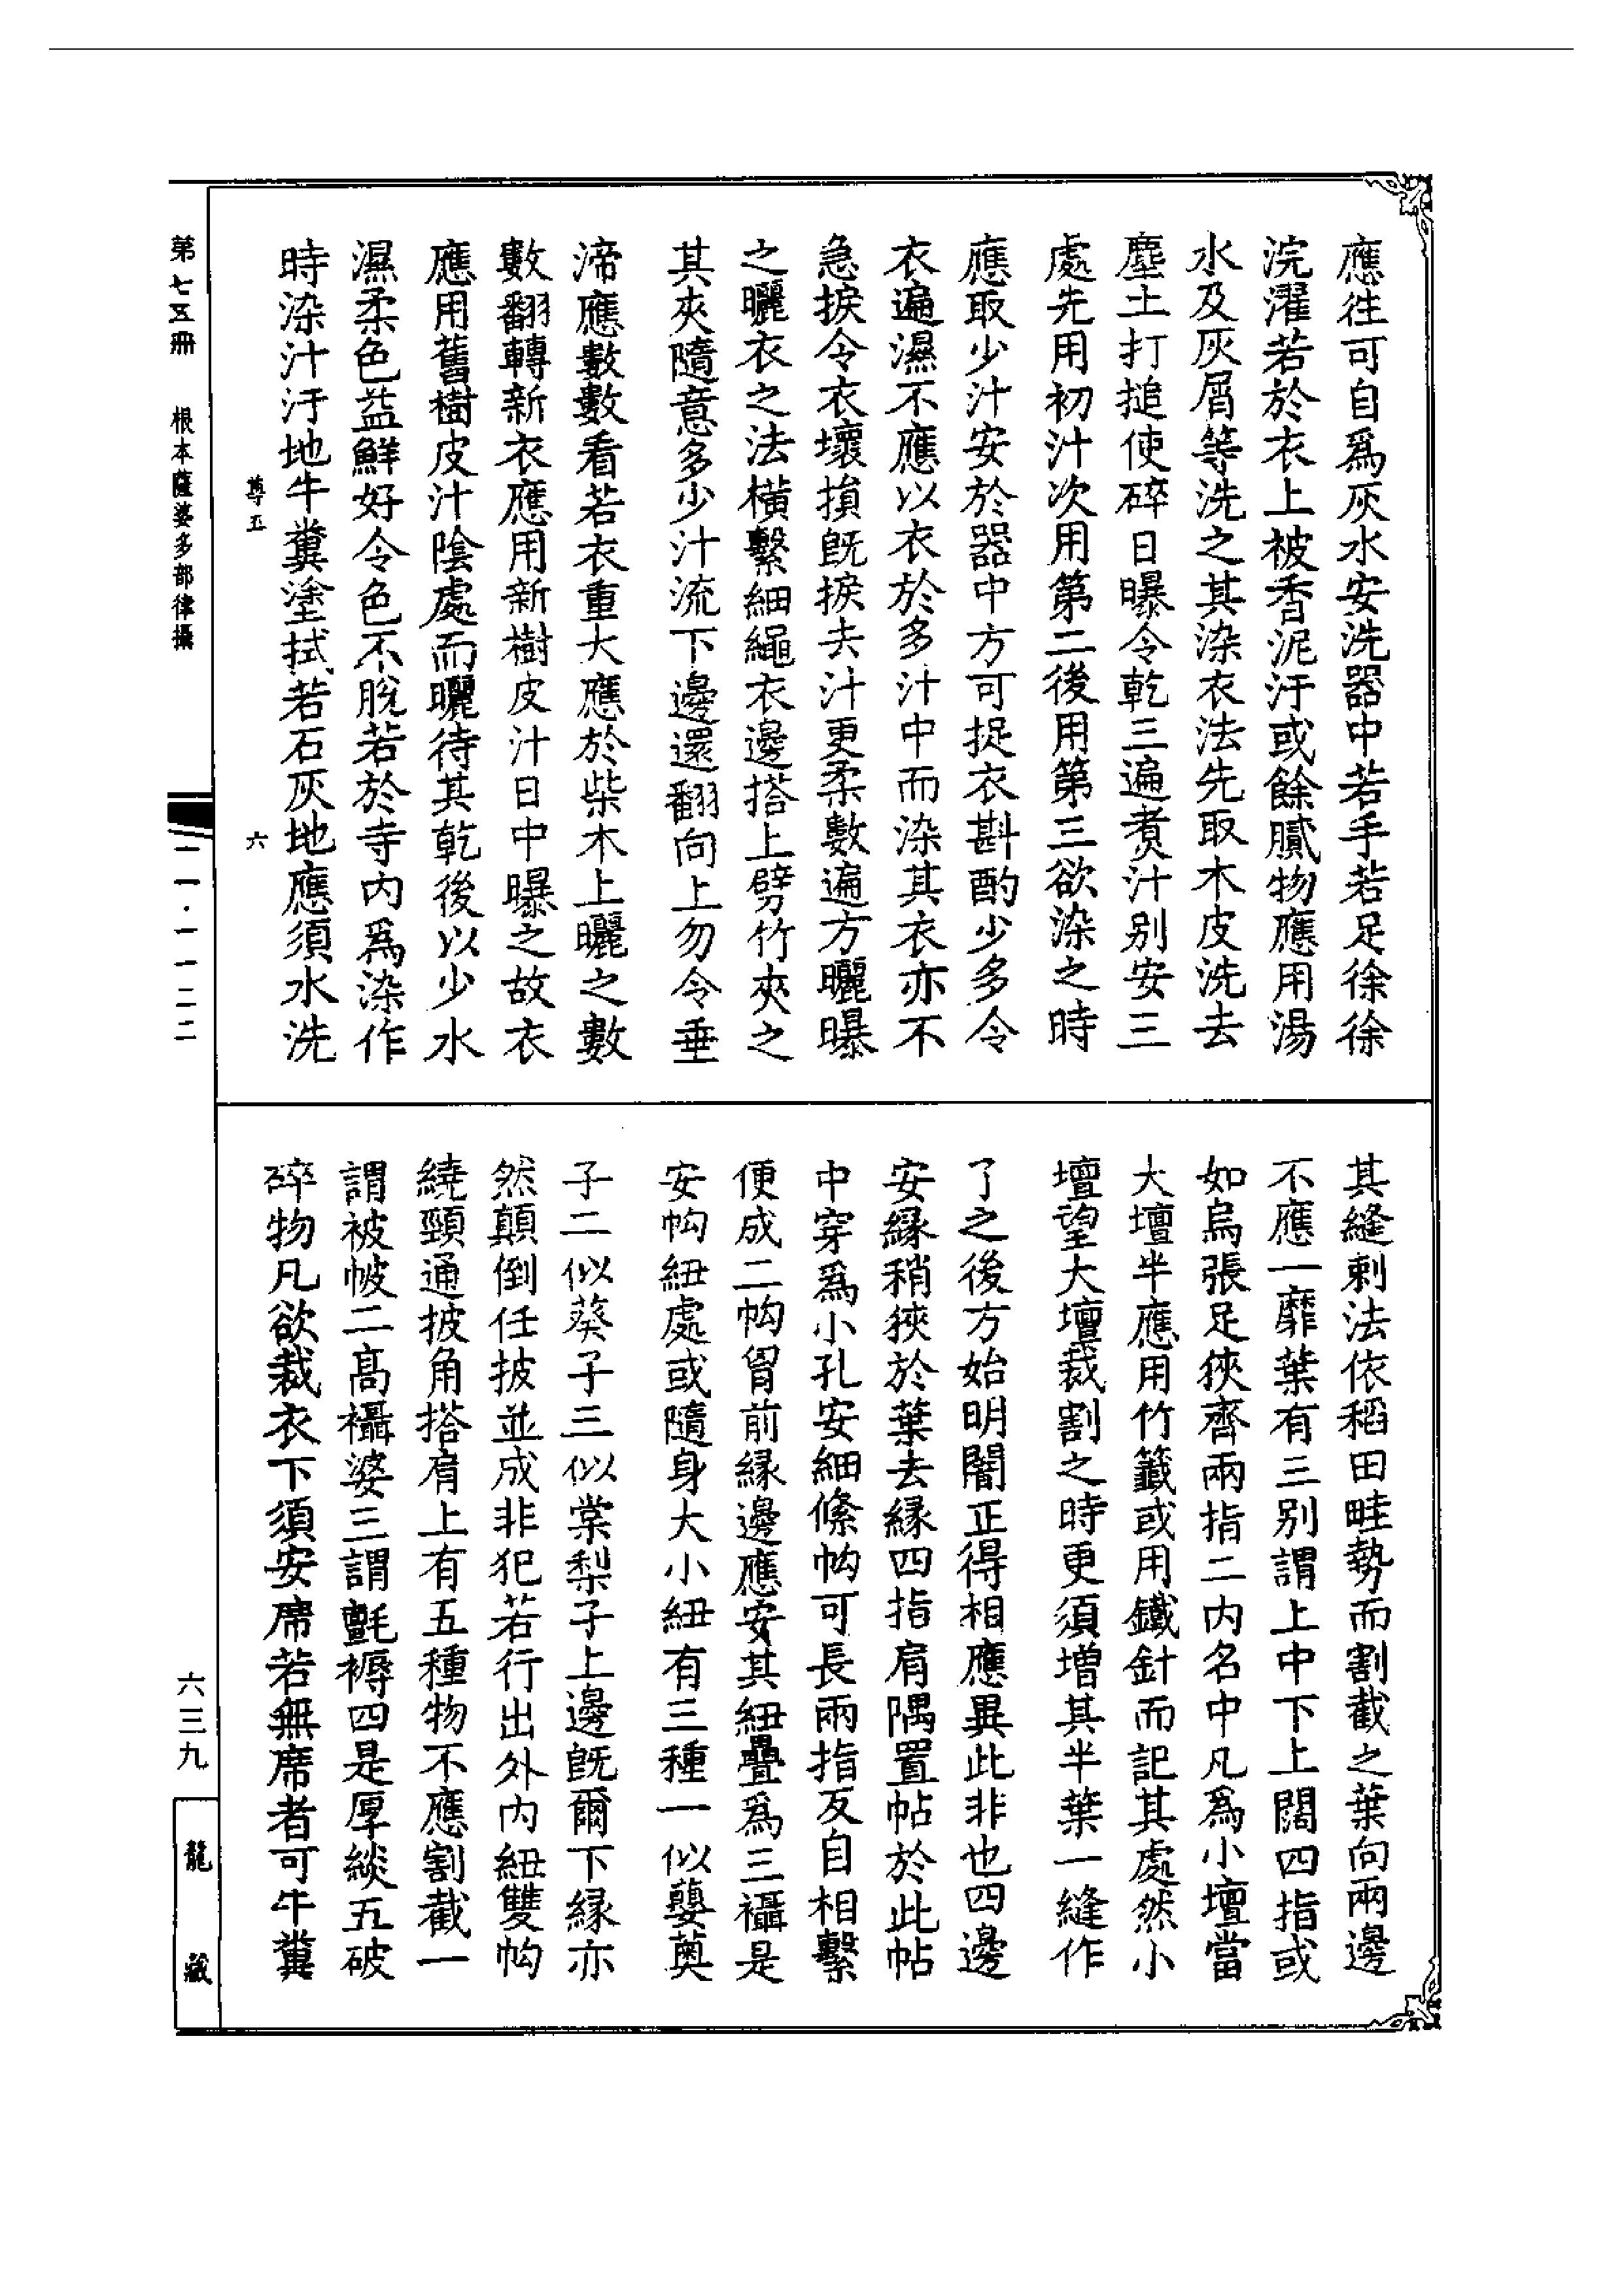 應往可自爲灰水安洗器中若手若足徐徐
浣濯若於衣上被香泥汙或餘膩物應用湯
水及灰屑等洗之其染衣法先取木皮洗去
塵土打搥使碎日曝令乾三遍煑汁别安三
處先用初汁次用第二後用第三欲染之時
應取少汁安於器中方可捉衣斟酌少多令
衣遍濕不應以衣於多汁中而染其衣亦不
急捩令衣壞損旣捩去汁更柔數遍方曬曝
之曬衣之法橫繫細繩衣邊搭上劈竹夾之
其夾隨意多少汁流下邊還翻向上勿令垂
渧應數數看若衣重大應於柴木上曬之數
數翻轉新衣應用新樹皮汁日中曝之故衣
應用舊樹皮汁陰處而曬待其乾後以少水
濕柔色益鮮好令色不脫若於寺内爲染作
時染汁汙地牛糞塗拭若石灰地應須水洗
尊五
六
其縫剌法依稻田畦勢而割截之葉向兩邊
不應一靡葉有三别謂上中下上闊四指或
如烏張足狹齊兩指二内名中凡爲小壇當
大壇半應用竹籤或用鐵針而記其處然小
壇望大壇裁割之時更須增其半葉一縫作
了之後方始明闇正得相應異此非也四邊
安緣稍狹於葉去緣四指肩隅置帖於此帖
中穿爲小孔安細絛帉可長兩指反自相繫
便成二帉胷前緣邊應安其紐疊爲三襵是
安帉紐處或隨身大小紐有三種一似蘡薁
子二似葵子三似棠梨子上邊旣爾下緣亦
然顛倒任披並成非犯若行出外内紐雙帉
繞頸通披角搭肩上有五種物不應割截一
謂被帔二高襵婆三謂氀褥四是厚緂五破
碎物凡欲裁衣下須安席若無席者可牛糞
第七五冊
根本薩婆多部律攝
一一·一一二二
六三九
龍藏